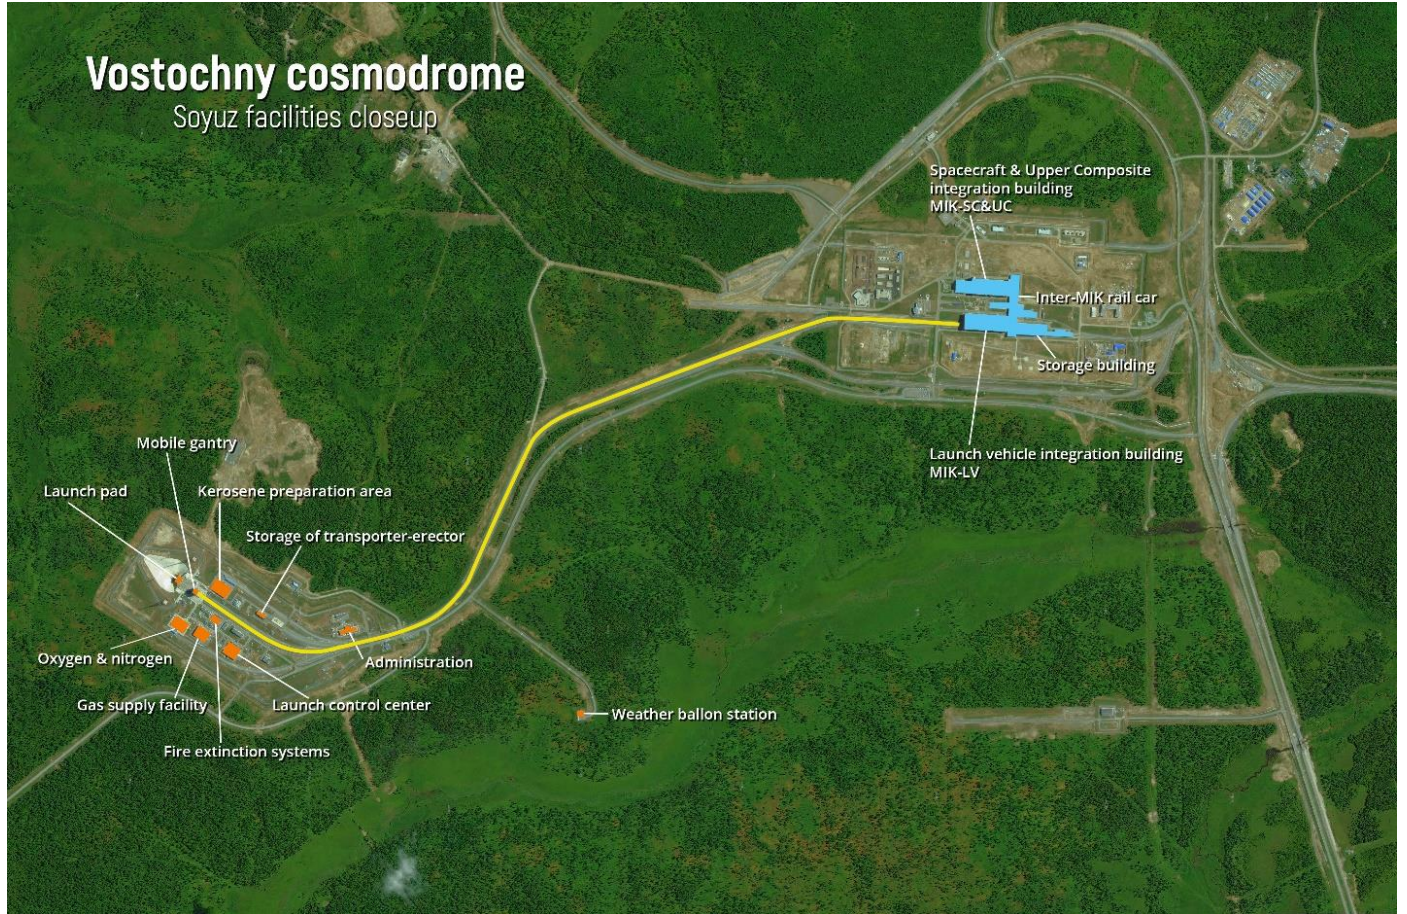 Vostochny cosmodrome
Soyuz facilities closeup
Spacecraft & Upper Composite
integration building
MIK-SC&UC
Inter-MIK rail car
Storage building
Launch vehicle integration building
MIK-LV
Mobile gantry
Launch pad
Kerosene preparation area
Storage of transporter-erector
Oxygen & nitrogen
Administration
Gas supply facility
Launch control center
Weather ballon station
Fire extinction systems